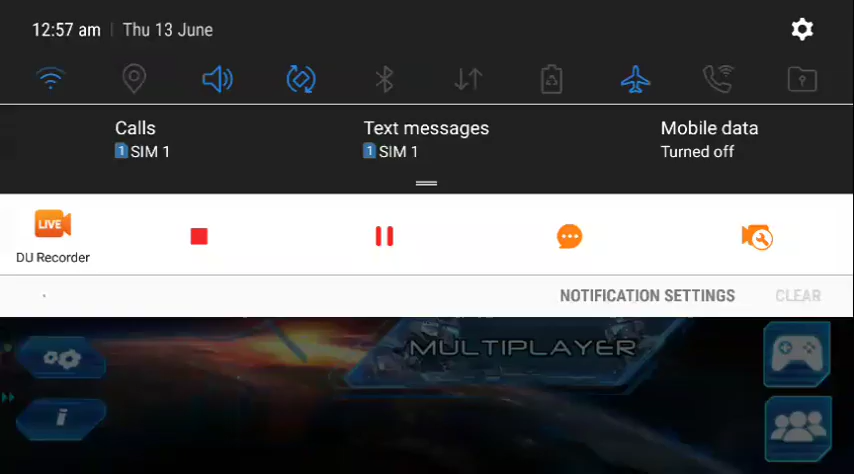 12:57 am | Thu 13 June
Calls
1 SIM 1
Text messages
1 SIM 1
Mobile data
Turned off
LIVE
DU Recorder
NOTIFICATION SETTINGS
CLEAR
MULTIPLAYER
i